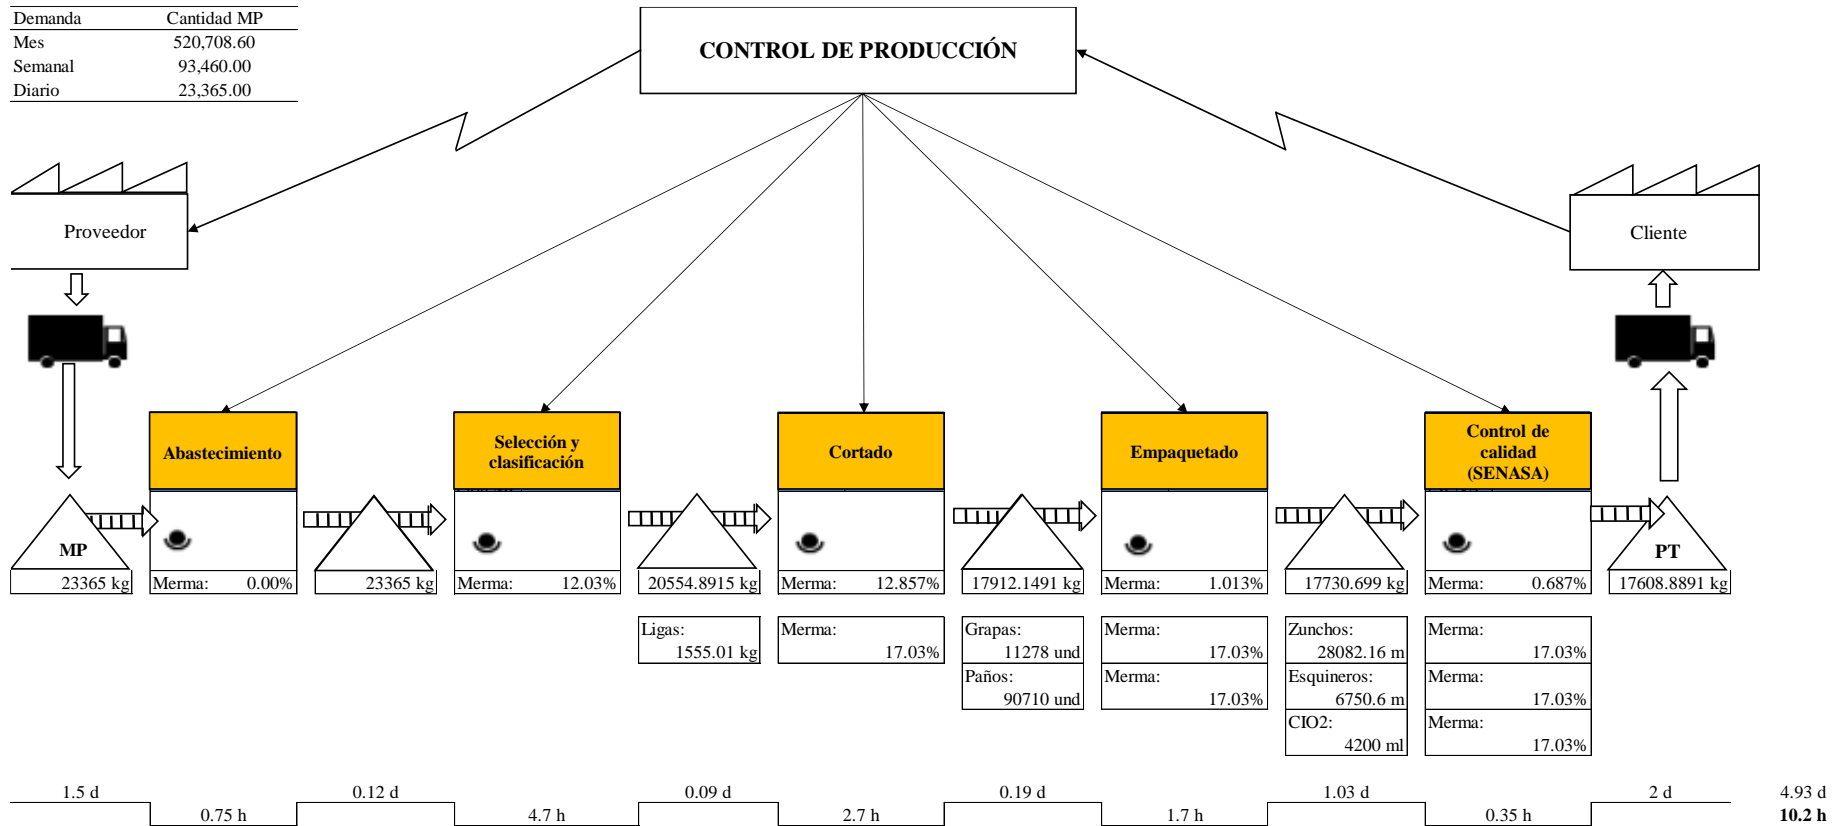 Demanda Cantidad MP
Mes 520,708.60
Semanal 93,460.00
Diario 23,365.00
CONTROL DE PRODUCCIÓN
Proveedor
Cliente
Abastecimiento
Selección y
clasificación
Cortado
Empaquetado
Control de
calidad
(SENASA)
MP
PT
23365 kg
Merma: 0.00%
23365 kg
Merma: 12.03%
20554.8915 kg
Merma: 12.857%
17912.1491 kg
Merma: 1.013%
17730.699 kg
Merma: 0.687%
17608.8891 kg
Ligas:
1555.01 kg
Merma:
17.03%
Grapas:
11278 und
Merma:
17.03%
Zunchos:
28082.16 m
Merma:
17.03%
Paños:
90710 und
Merma:
17.03%
Esquineros:
6750.6 m
Merma:
17.03%
ClO2:
4200 ml
Merma:
17.03%
1.5 d 0.12 d 0.09 d 0.19 d 1.03 d 2 d 4.93 d
0.75 h 4.7 h 2.7 h 1.7 h 0.35 h 10.2 h